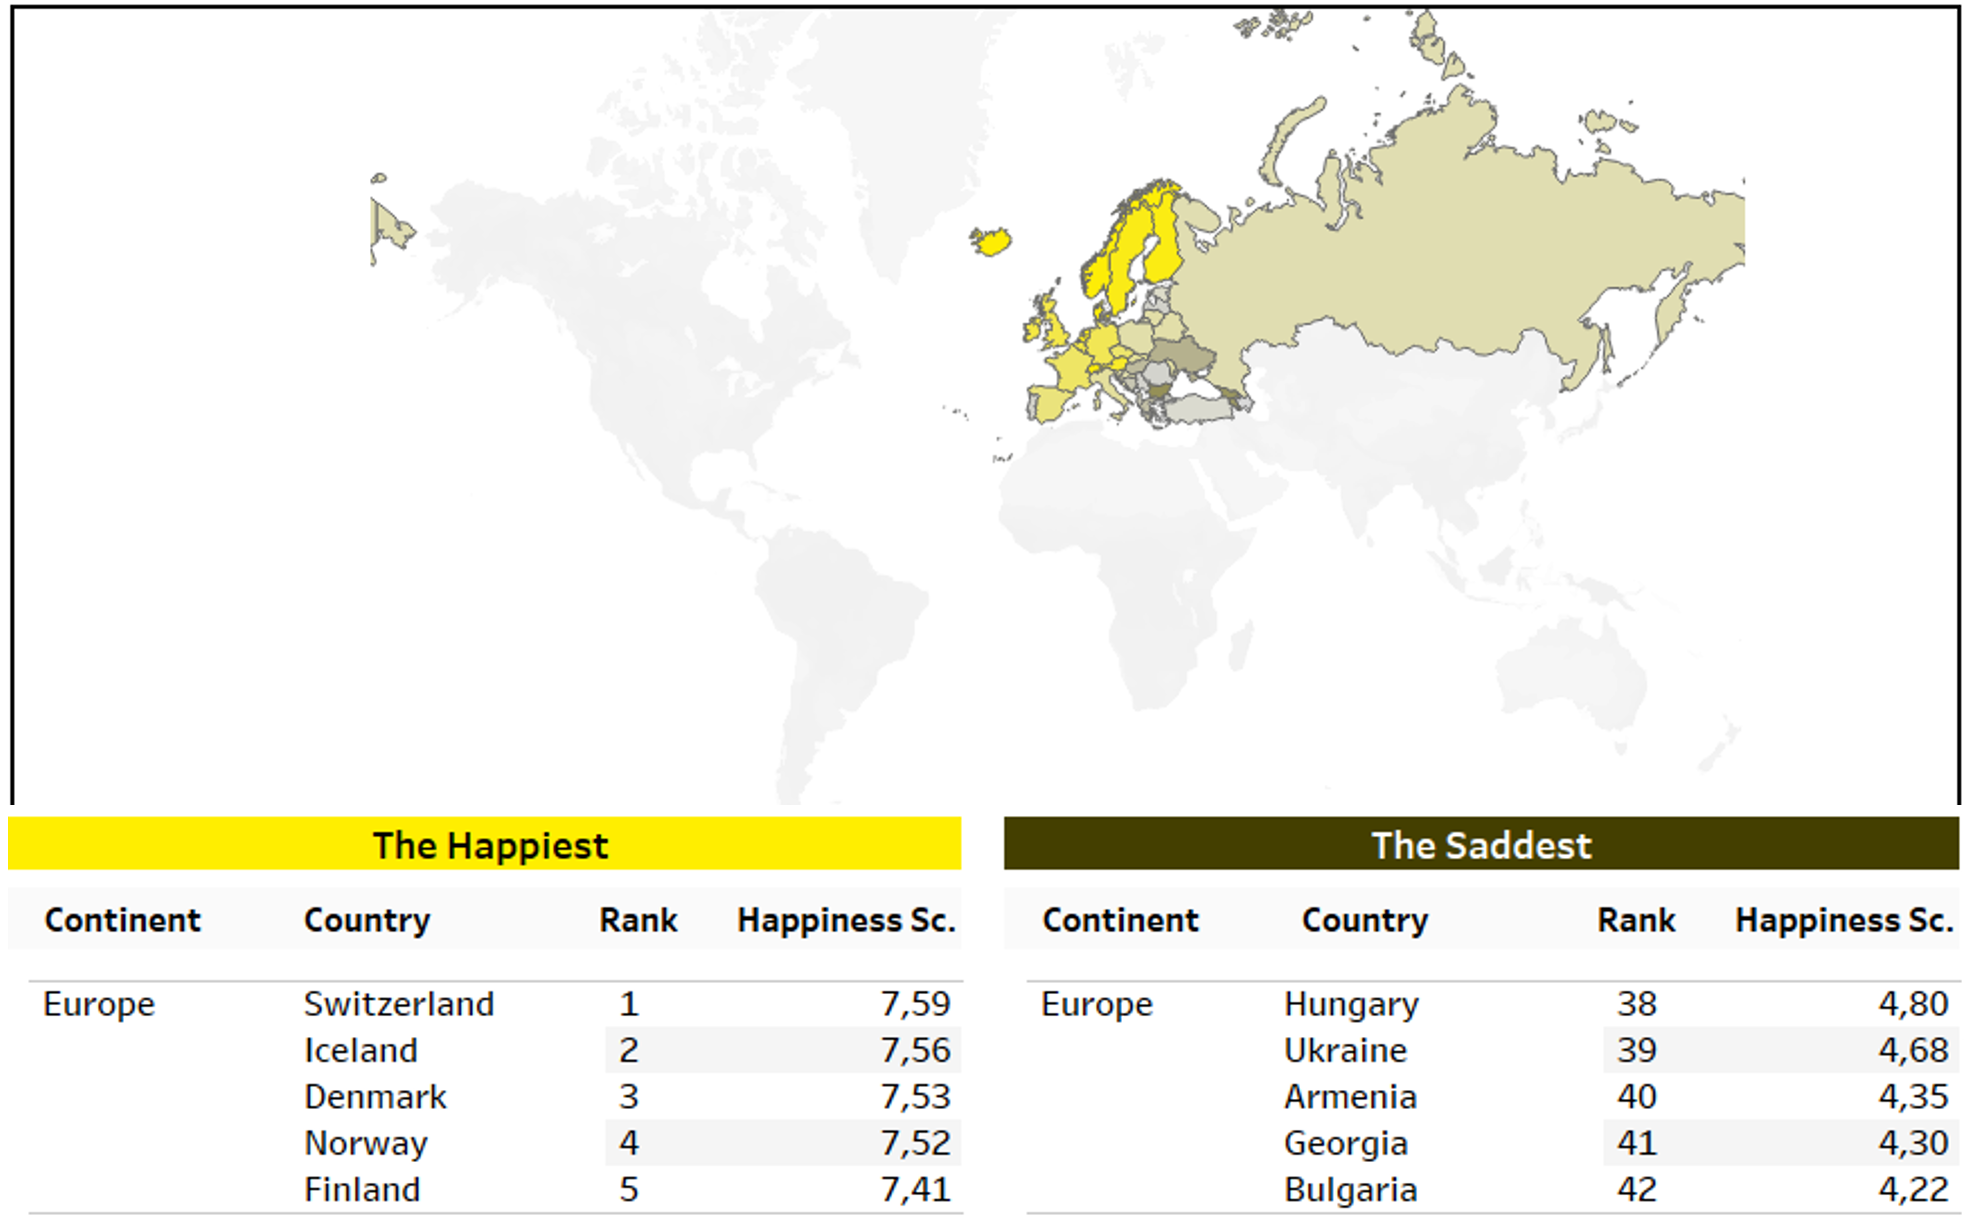 The Happiest
Continent Country Rank Happiness Sc.
Europe Switzerland 1 7,59
Iceland 2 7,56
Denmark 3 7,53
Norway 4 7,52
Finland 5 7,41
The Saddest
Continent Country Rank Happiness Sc.
Europe Hungary 38 4,80
Ukraine 39 4,68
Armenia 40 4,35
Georgia 41 4,30
Bulgaria 42 4,22